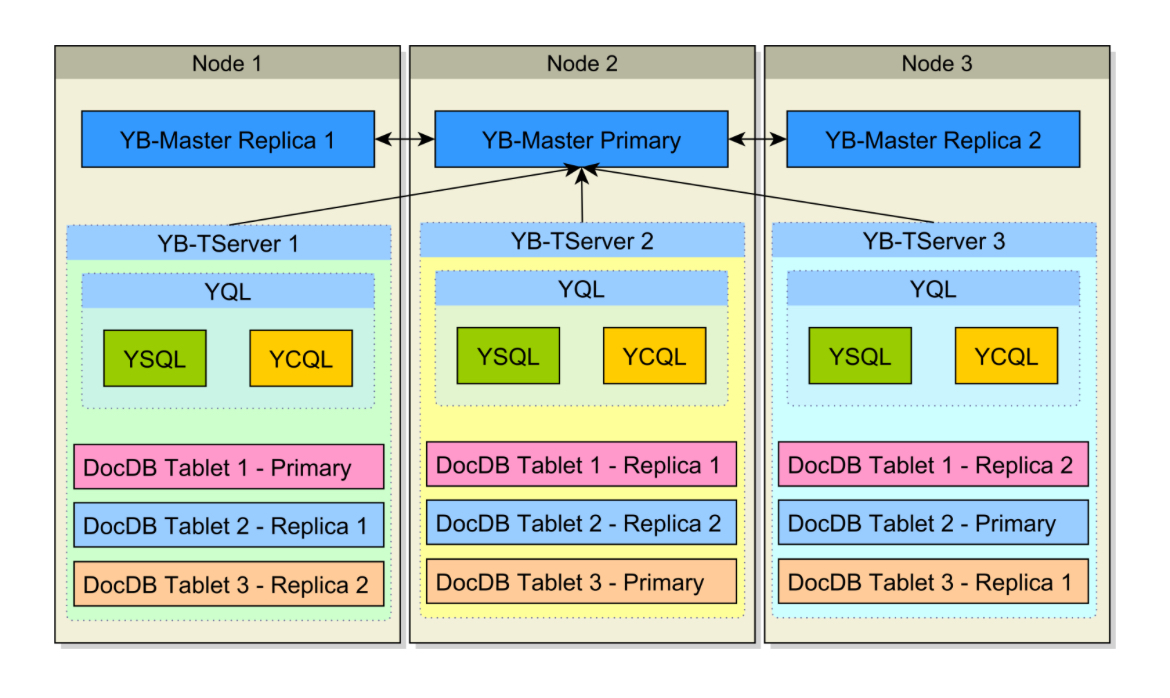 Node 1
YB-Master Replica 1
YB-TServer 1
YQL
YSQL
YCQL
DocDB Tablet 1 - Primary
DocDB Tablet 2 - Replica 1
DocDB Tablet 3 - Replica 2
Node 2
YB-Master Primary
YB-TServer 2
YQL
YSQL
YCQL
DocDB Tablet 1 - Replica 1
DocDB Tablet 2 - Replica 2
DocDB Tablet 3 - Primary
Node 3
YB-Master Replica 2
YB-TServer 3
YQL
YSQL
YCQL
DocDB Tablet 1 - Replica 2
DocDB Tablet 2 - Primary
DocDB Tablet 3 - Replica 1